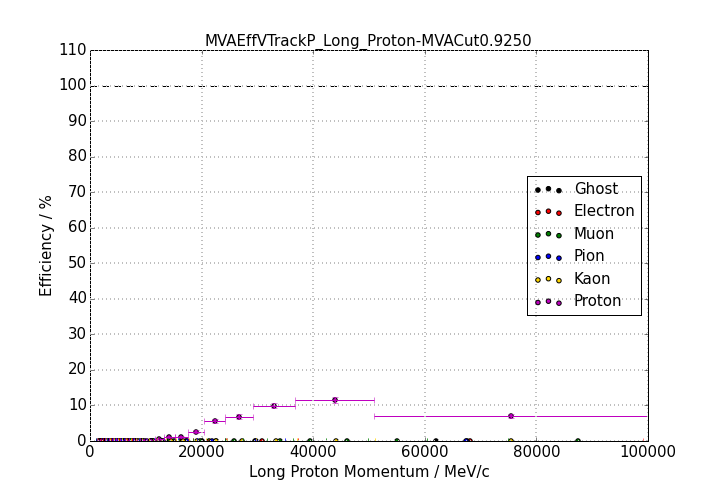 MVAEffVTrackP_Long_Proton-MVACut0.9250
110
100
90
80
70
60
50
40
30
20
10
0
Efficiency / %
Ghost
Electron
Muon
Pion
Kaon
Proton
0 20000 40000 60000 80000 100000
Long Proton Momentum / MeV/c